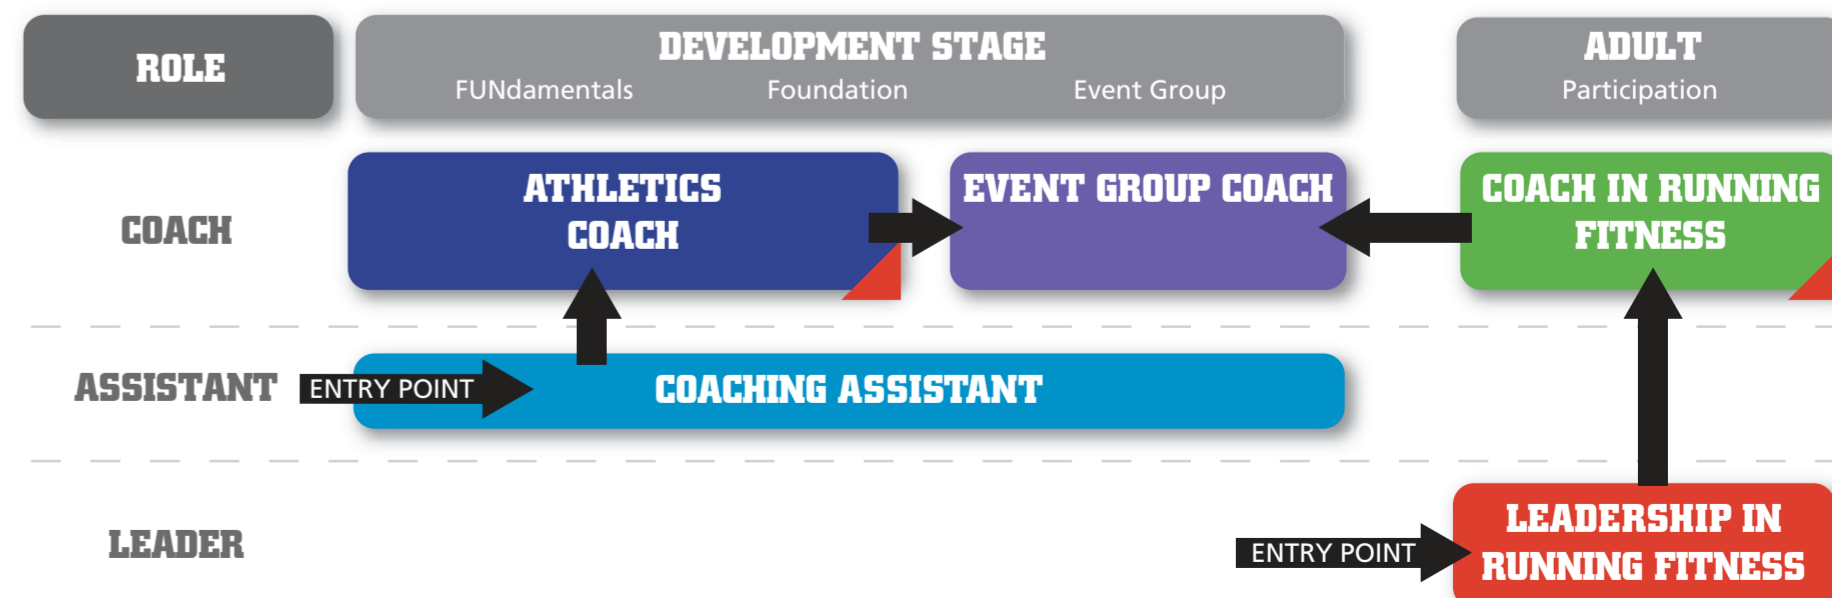 ROLE
DEVELOPMENT STAGE
FUNdamentals Foundation Event Group
ADULT
Participation
COACH
ATHLETICS
COACH
EVENT GROUP COACH
COACH IN RUNNING
FITNESS
ASSISTANT
ENTRY POINT
COACHING ASSISTANT
LEADER
ENTRY POINT
LEADERSHIP IN
RUNNING FITNESS